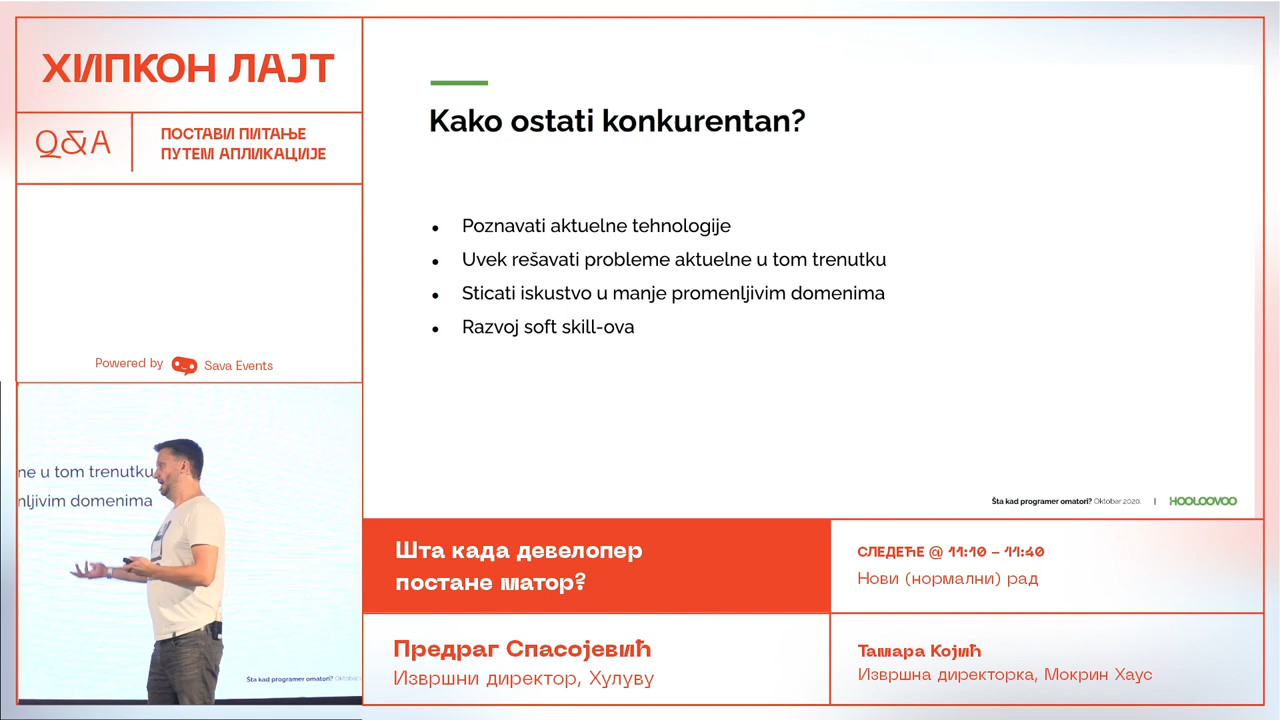 ХИПКОН ЛАЈТ
Q&A
ПОСТАВИ ПИТАЊЕ
ПУТЕМ АПЛИКАЦИЈЕ
Powered by Sava Events
ne u tom trenutku
nljivim domenima
Šta kad programer omatori? Oktobar
Kako ostati konkurentan?
• Poznavati aktuelne tehnologije
• Uvek rešavati probleme aktuelne u tom trenutku
• Sticati iskustvo u manje promenljivim domenima
• Razvoj soft skill-ova
Šta kad programer omatori? Oktobar 2020. | HOOLOOVOO
Шта када девелопер
постане матор?
СЛЕДЕЋЕ @ 11:10 – 11:40
Нови (нормални) рад
Предраг Спасојевић
Извршни директор, Хулуву
Тамара Којић
Извршна директорка, Мокрин Хаус